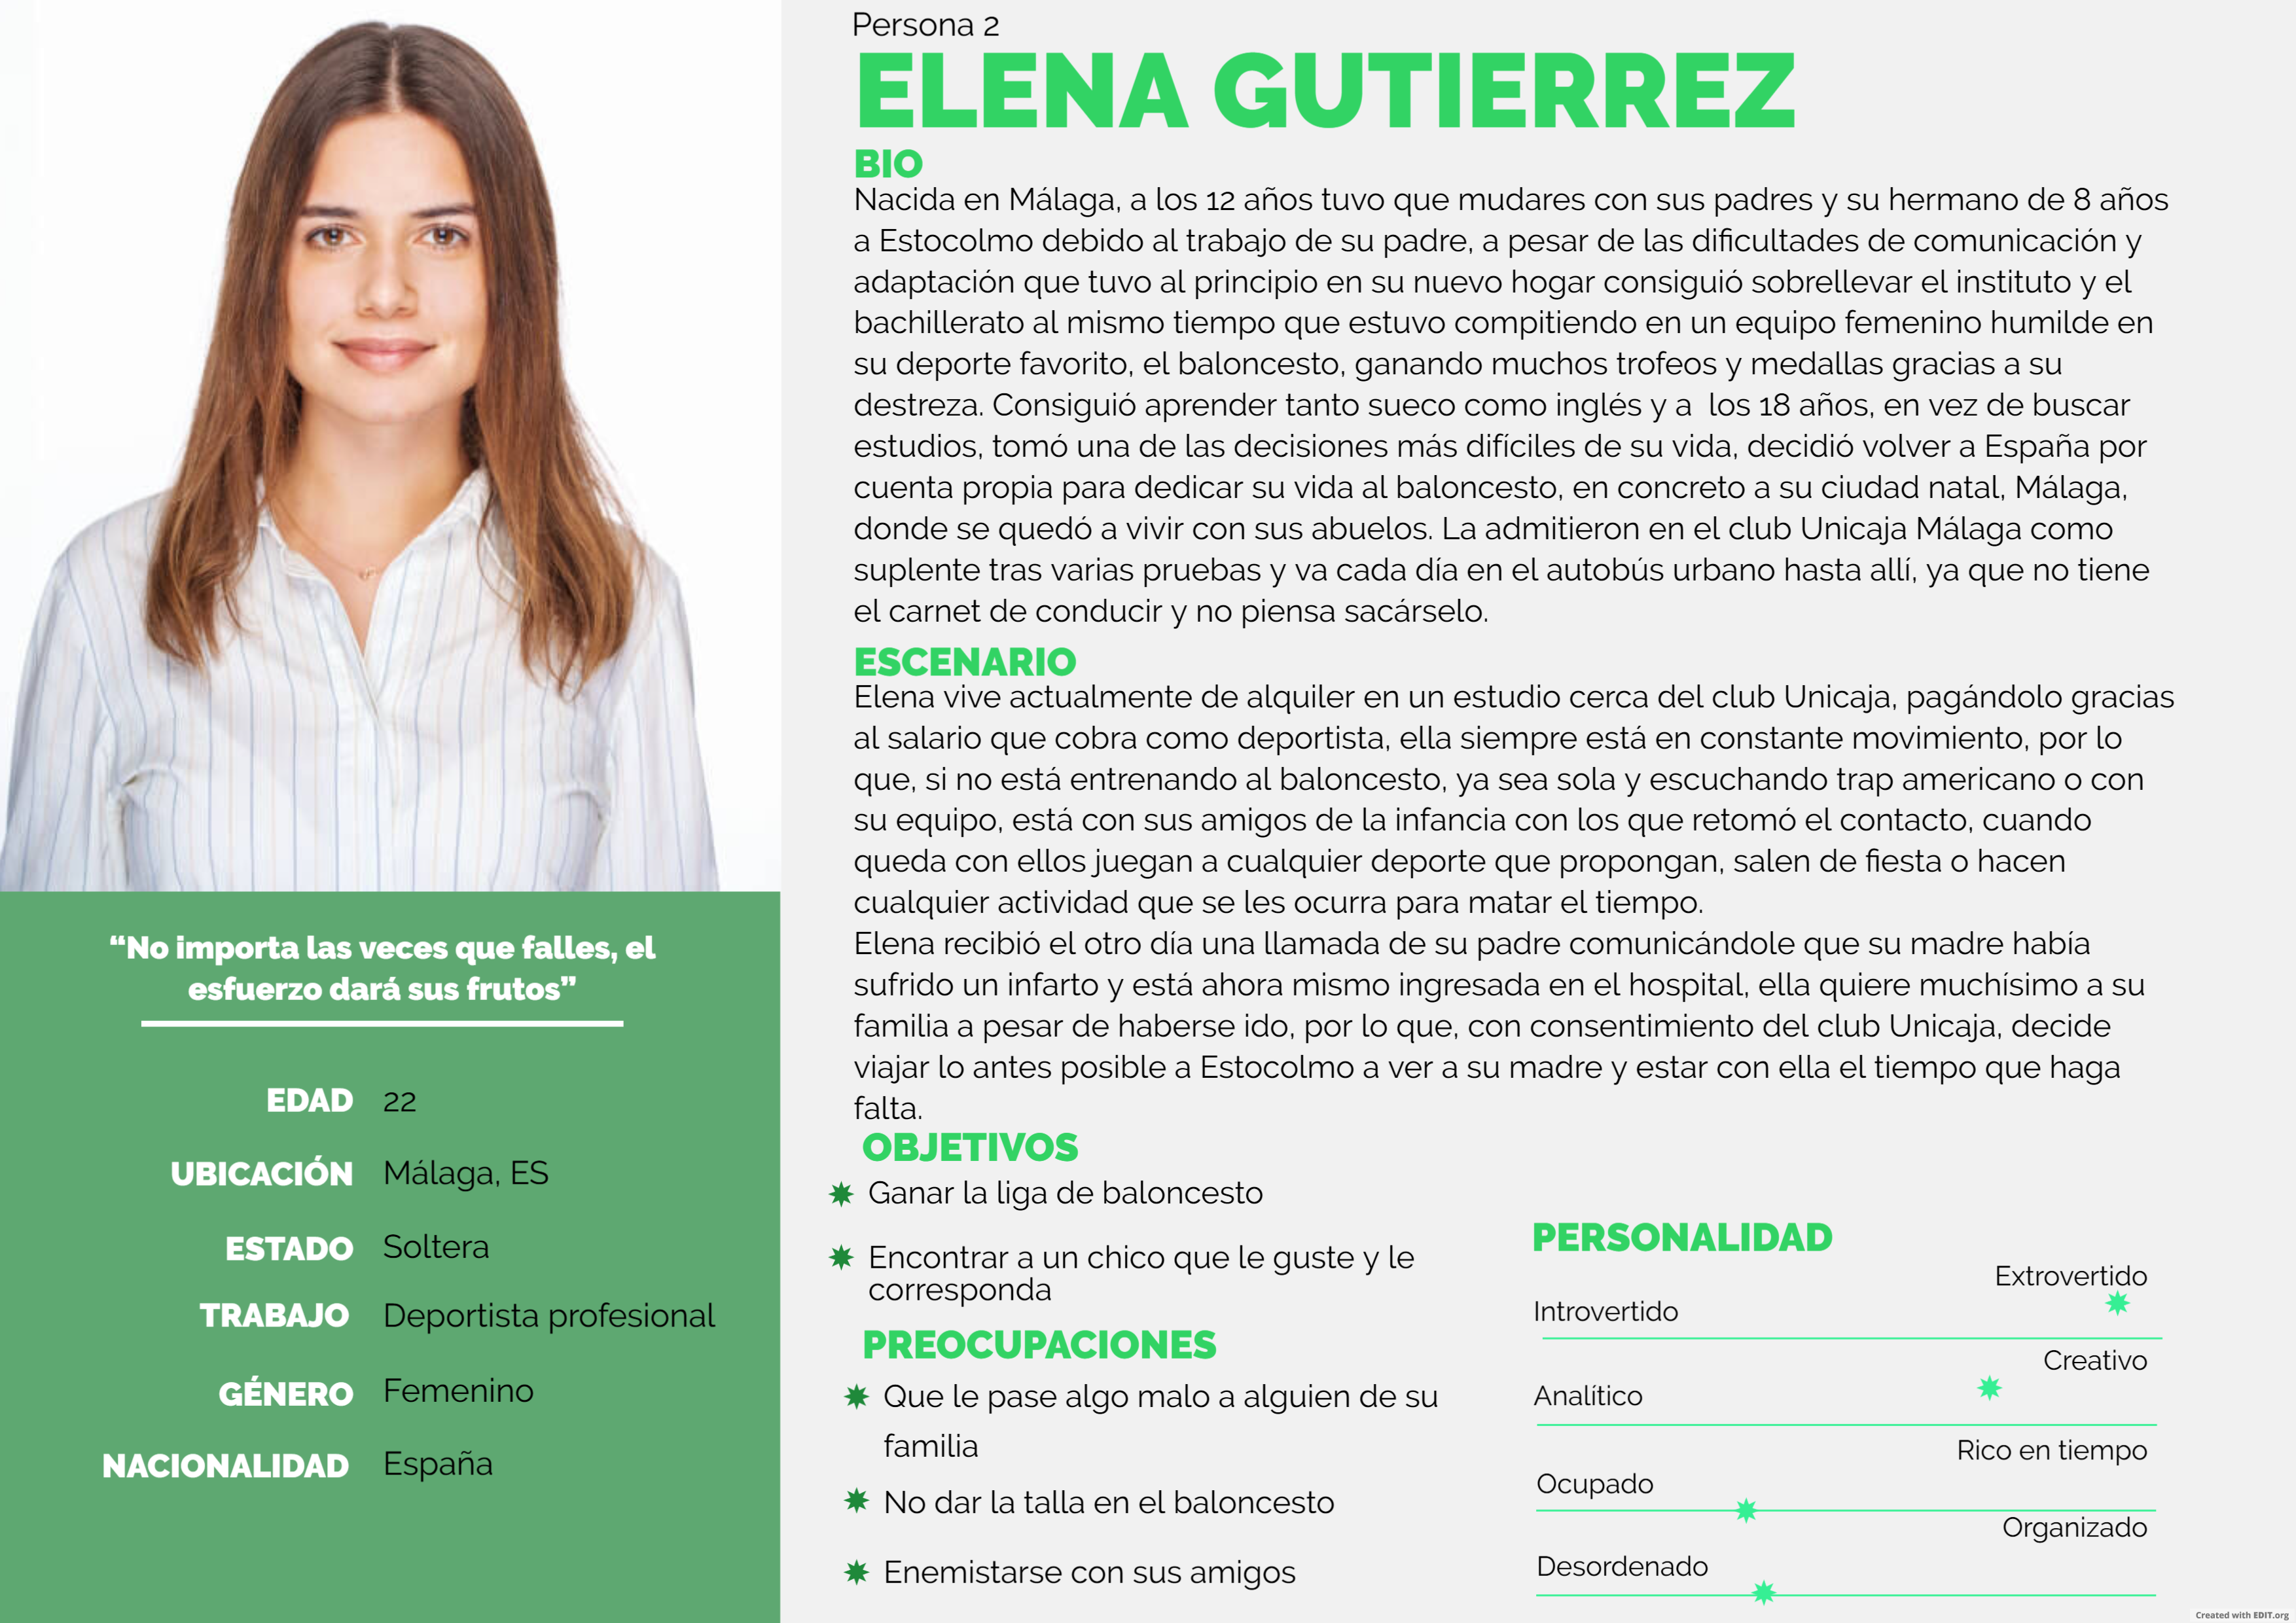 Persona 2
ELENA GUTIERREZ
BIO
Nacida en Málaga, a los 12 años tuvo que mudares con sus padres y su hermano de 8 años
a Estocolmo debido al trabajo de su padre, a pesar de las dificultades de comunicación y
adaptación que tuvo al principio en su nuevo hogar consiguió sobrellevar el instituto y el
bachillerato al mismo tiempo que estuvo compitiendo en un equipo femenino humilde en
su deporte favorito, el baloncesto, ganando muchos trofeos y medallas gracias a su
destreza. Consiguió aprender tanto sueco como inglés y a los 18 años, en vez de buscar
estudios, tomó una de las decisiones más difíciles de su vida, decidió volver a España por
cuenta propia para dedicar su vida al baloncesto, en concreto a su ciudad natal, Málaga,
donde se quedó a vivir con sus abuelos. La admitieron en el club Unicaja Málaga como
suplente tras varias pruebas y va cada día en el autobús urbano hasta allí, ya que no tiene
el carnet de conducir y no piensa sacárselo.
ESCENARIO
Elena vive actualmente de alquiler en un estudio cerca del club Unicaja, pagándolo gracias
al salario que cobra como deportista, ella siempre está en constante movimiento, por lo
que, si no está entrenando al baloncesto, ya sea sola y escuchando trap americano o con
su equipo, está con sus amigos de la infancia con los que retomó el contacto, cuando
queda con ellos juegan a cualquier deporte que propongan, salen de fiesta o hacen
cualquier actividad que se les ocurra para matar el tiempo.
Elena recibió el otro día una llamada de su padre comunicándole que su madre había
sufrido un infarto y está ahora mismo ingresada en el hospital, ella quiere muchísimo a su
familia a pesar de haberse ido, por lo que, con consentimiento del club Unicaja, decide
viajar lo antes posible a Estocolmo a ver a su madre y estar con ella el tiempo que haga
falta.
“No importa las veces que falles, el
esfuerzo dará sus frutos”
EDAD 22
UBICACIÓN Málaga, ES
ESTADO Soltera
TRABAJO Deportista profesional
GÉNERO Femenino
NACIONALIDAD España
OBJETIVOS
Ganar la liga de baloncesto
Encontrar a un chico que le guste y le
corresponda
PREOCUPACIONES
Que le pase algo malo a alguien de su
familia
No dar la talla en el baloncesto
Enemistarse con sus amigos
PERSONALIDAD
Extrovertido
Introvertido
Creativo
Analítico
Rico en tiempo
Ocupado
Organizado
Desordenado
Created with EDIT.org